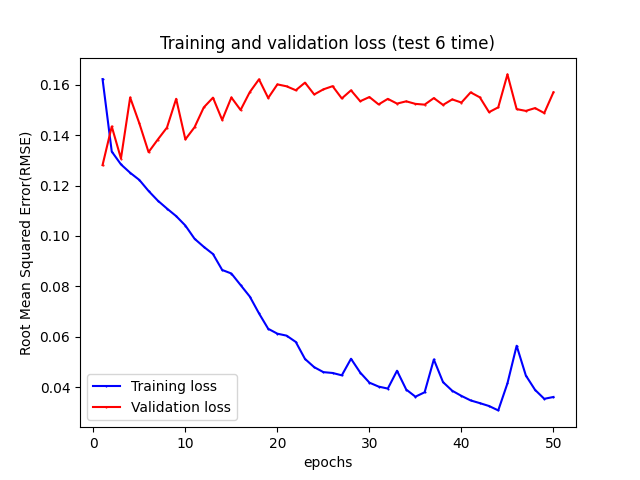 Training and validation loss (test 6 time)
Root Mean Squared Error(RMSE)
0.16
0.14
0.12
0.10
0.08
0.06
0.04
Training loss
Validation loss
0 10 20 30 40 50
epochs